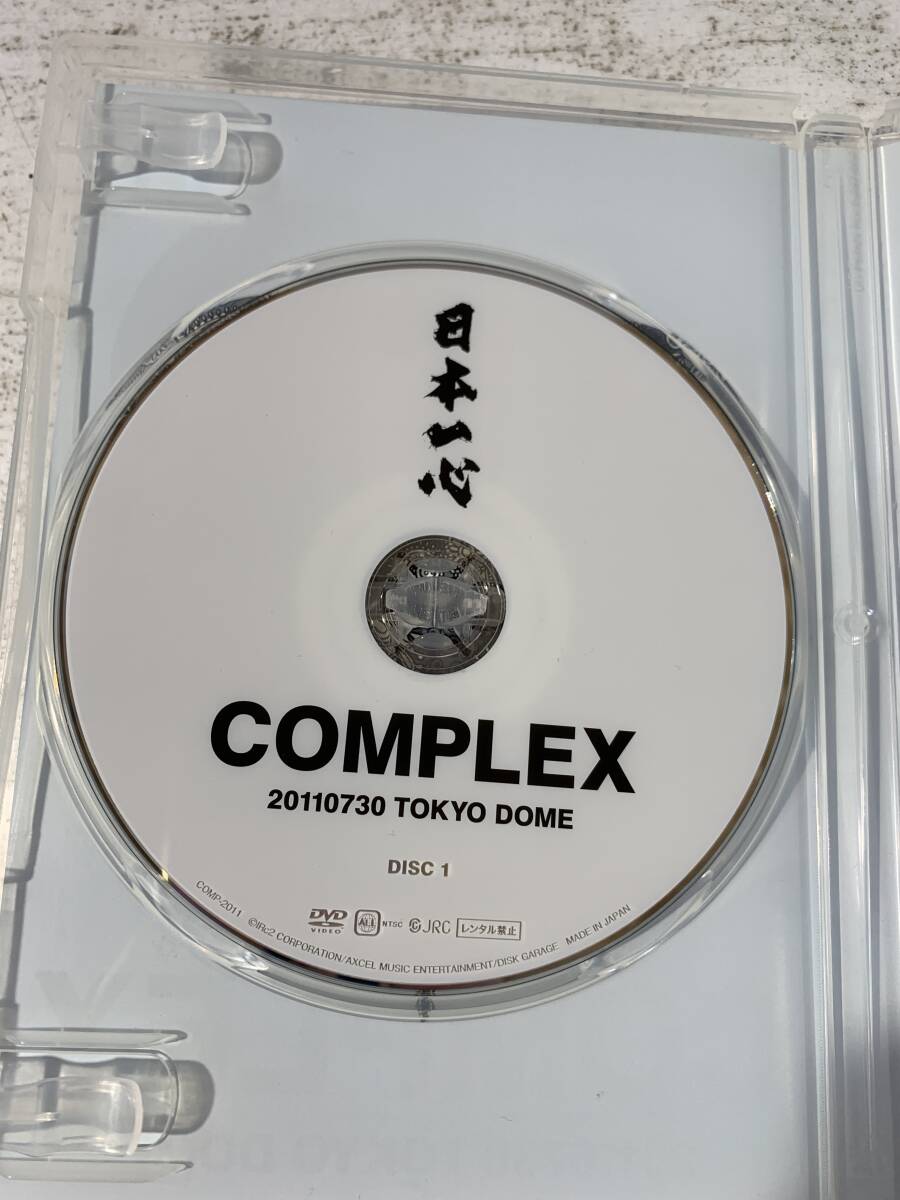 日本一心
COMPLEX
20110730 TOKYO DOME
DISC 1
DVD VIDEO ALL NTSC JRC レンタル禁止
COMP-2011 ©IRc2 CORPORATION/AXCEL MUSIC ENTERTAINMENT/DISK GARAGE MADE IN JAPAN